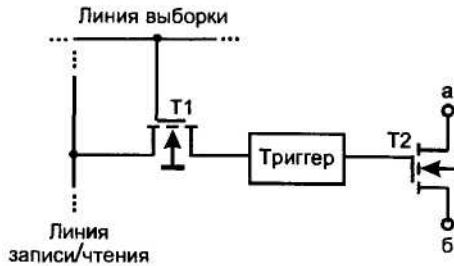 Линия выборки
Т1
а
Т2
Триггер
б
Линия
записи/чтения